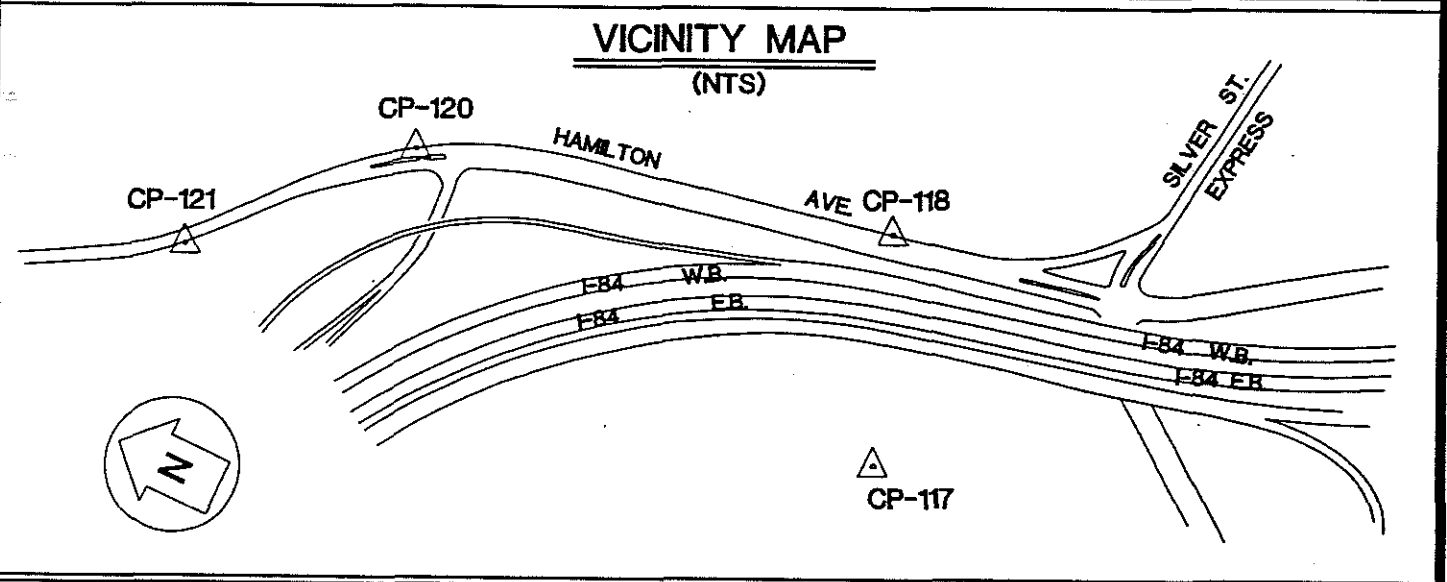 VICINITY MAP
(NTS)
CP-120
HAMILTON
AVE.
CP-118
CP-121
SILVER ST.
EXPRESS
I-84 W.B.
I-84 E.B.
I-84 W.B.
I-84 E.B.
N
CP-117